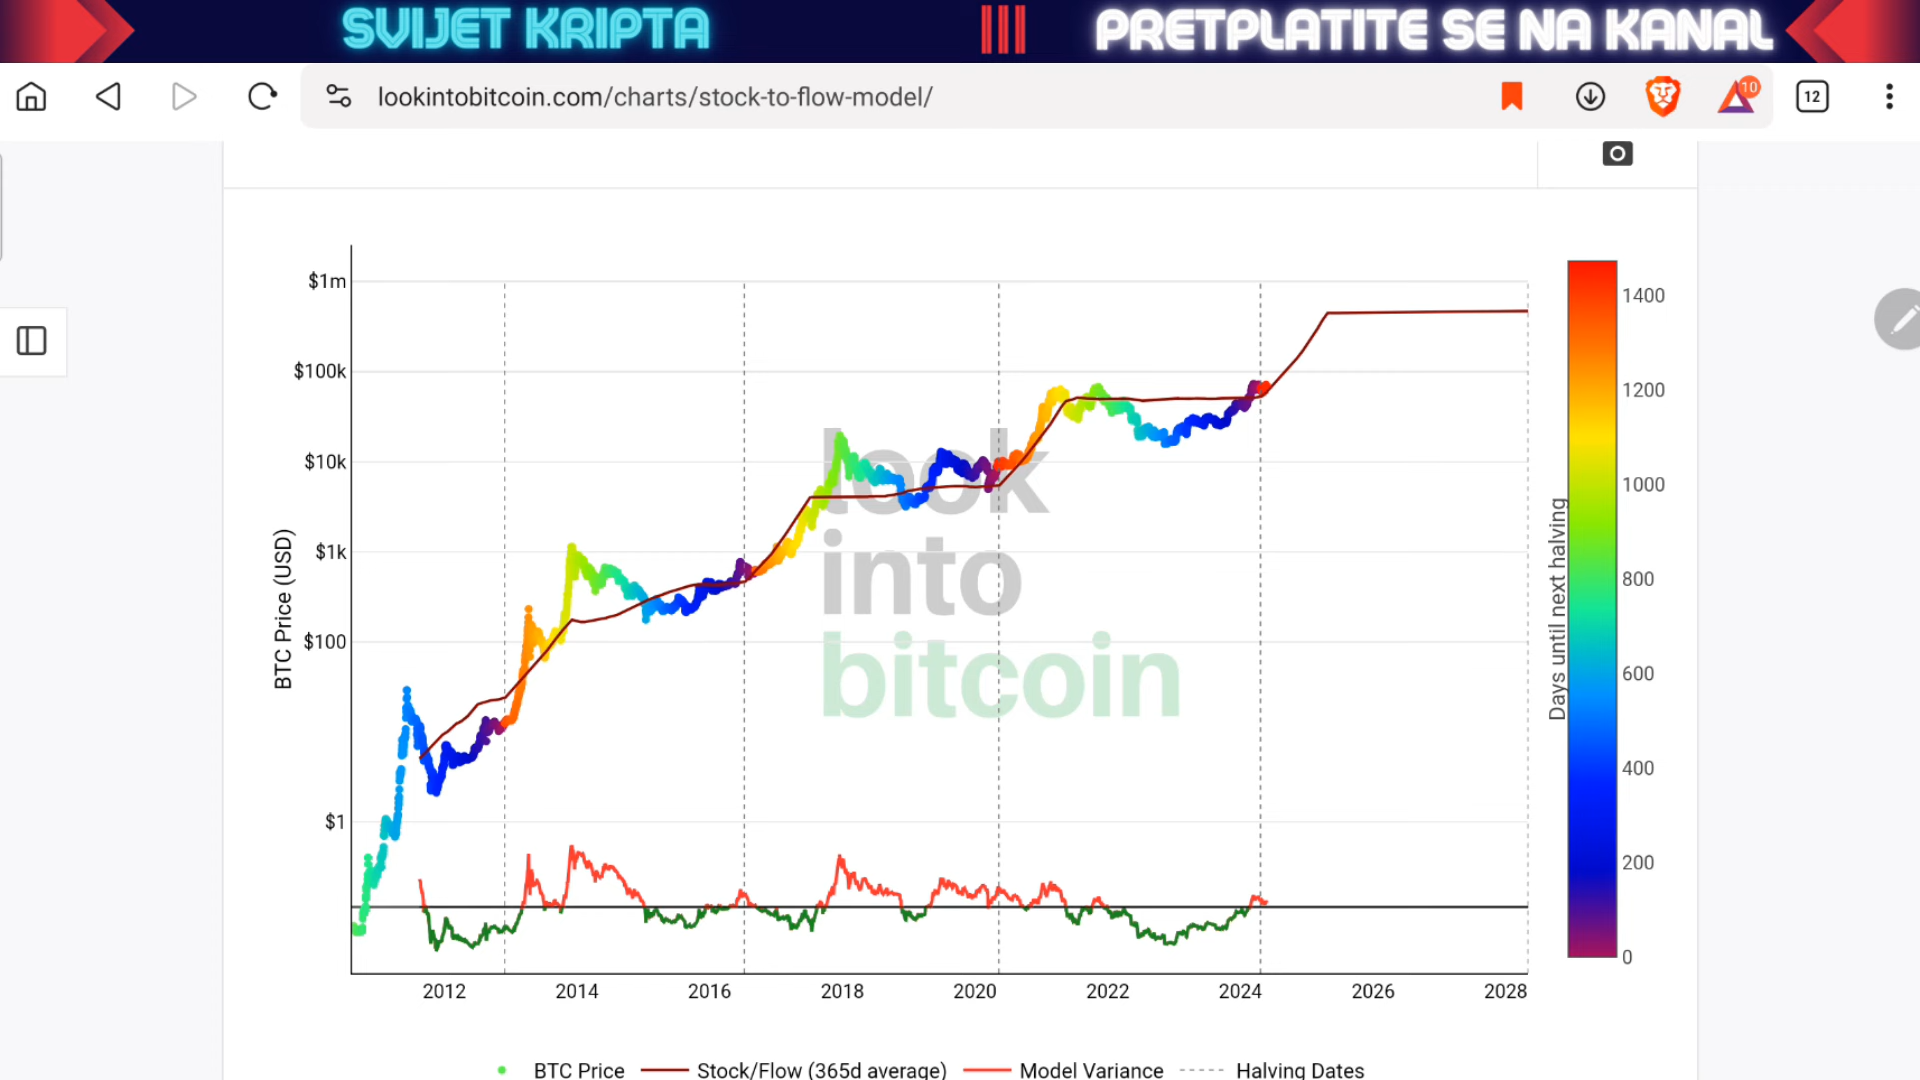 SVIJET KRIPTA
PRETPLATITE SE NA KANAL
lookintobitcoin.com/charts/stock-to-flow-model/
10
12
$1m
$100k
$10k
$1k
$100
$1
BTC Price (USD)
look
into
bitcoin
2012 2014 2016 2018 2020 2022 2024 2026 2028
1400
1200
1000
800
600
400
200
0
Days until next halving
BTC Price Stock/Flow (365d average) Model Variance Halving Dates